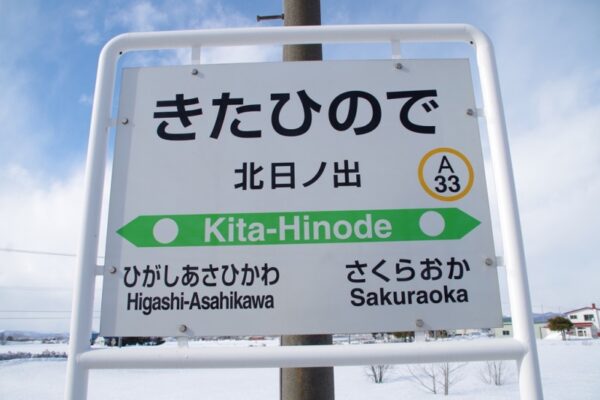 きたひので
北日ノ出
A
33
Kita-Hinode
ひがしあさひかわ さくらおか
Higashi-Asahikawa Sakuraoka